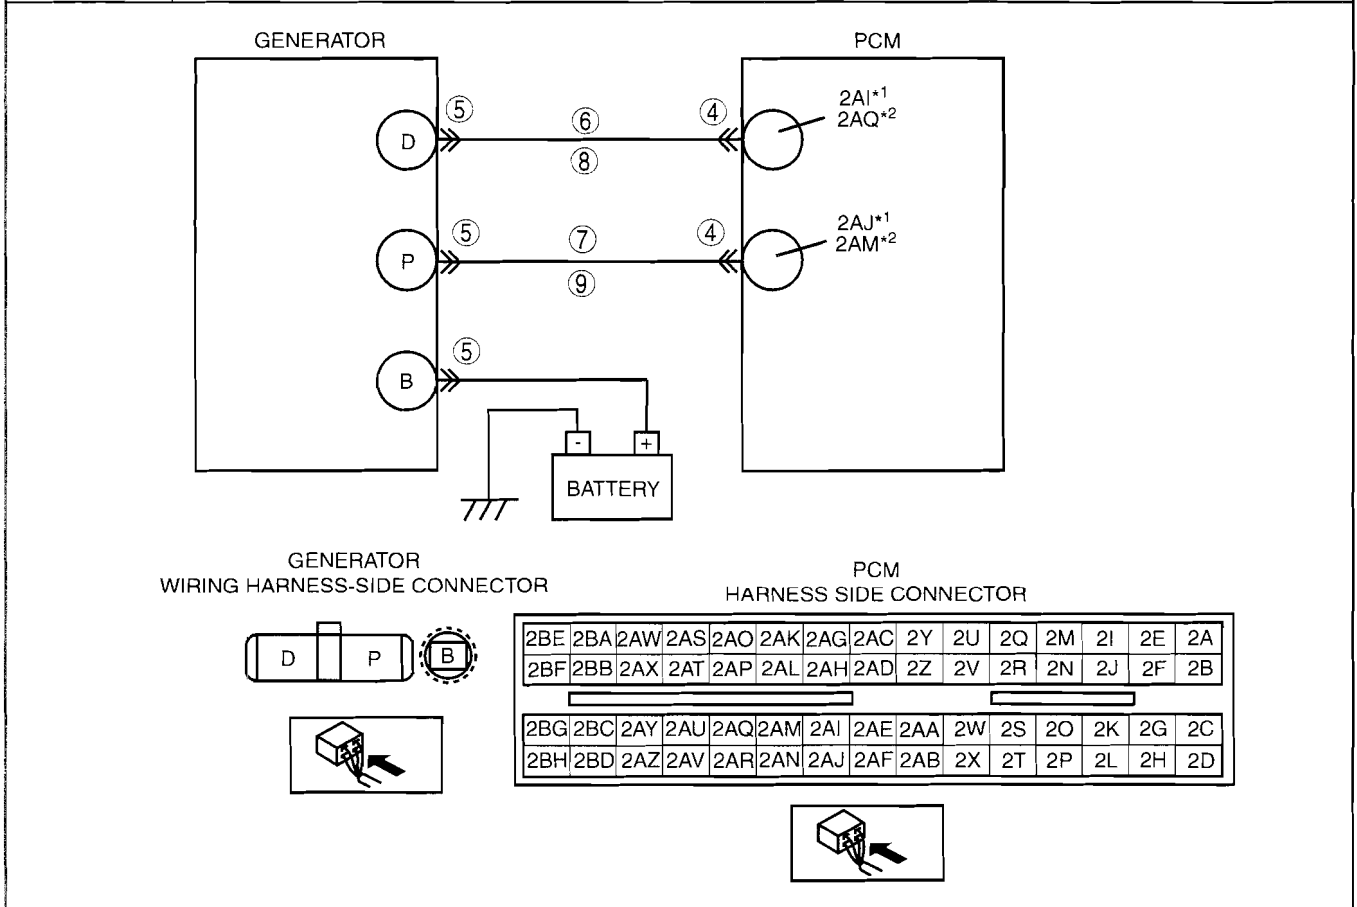 GENERATOR
PCM
⑤
⑥
④
2AI*1
2AQ*2
D
⑧
⑤
⑦
④
2AJ*1
2AM*2
P
⑨
⑤
B
-
+
BATTERY
GENERATOR
WIRING HARNESS-SIDE CONNECTOR
D
P
B
PCM
HARNESS SIDE CONNECTOR
2BE 2BA 2AW 2AS 2AO 2AK 2AG 2AC 2Y 2U 2Q 2M 2I 2E 2A
2BF 2BB 2AX 2AT 2AP 2AL 2AH 2AD 2Z 2V 2R 2N 2J 2F 2B
2BG 2BC 2AY 2AU 2AQ 2AM 2AI 2AE 2AA 2W 2S 2O 2K 2G 2C
2BH 2BD 2AZ 2AV 2AR 2AN 2AJ 2AF 2AB 2X 2T 2P 2L 2H 2D